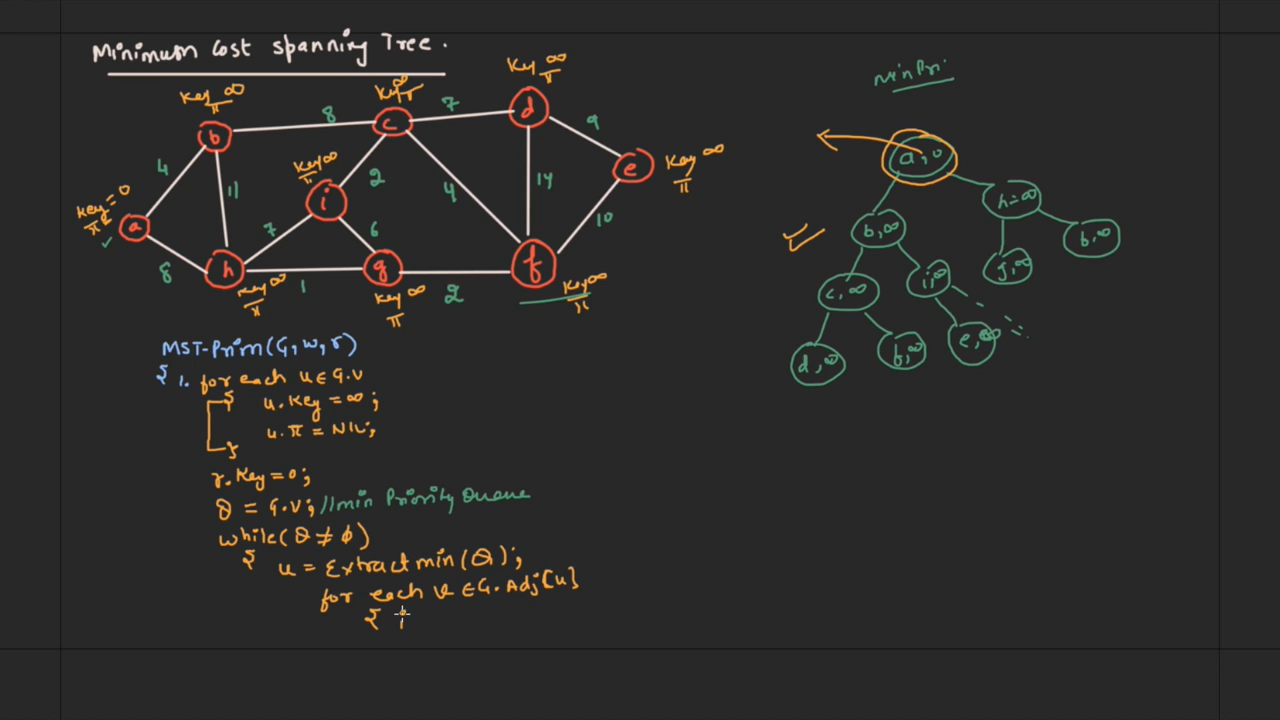 Minimum Cost Spanning Tree.
MinPri
Key ∞
π
Key ∞
π
Key ∞
π
b
8
c
7
d
9
4
11
Key ∞
π
2
4
14
e
Key ∞
π
Key = 0
π
a
i
6
10
8
h
7
g
f
Key ∞
π
1
Key ∞
π
2
Key ∞
π
a, 0
b, ∞
h = ∞
c, ∞
i, ∞
g, ∞
b, ∞
d, ∞
f, ∞
e, ∞
MST-Prim(G, w, r)
{ 1. for each u ∈ G.V
{ u.Key = ∞ ;
u.π = NIL;
}
r.Key = 0 ;
Q = G.V; //min Priority Queue
while(Q ≠ ϕ)
{ u = Extractmin(Q);
for each v ∈ G.Adj[u]
{